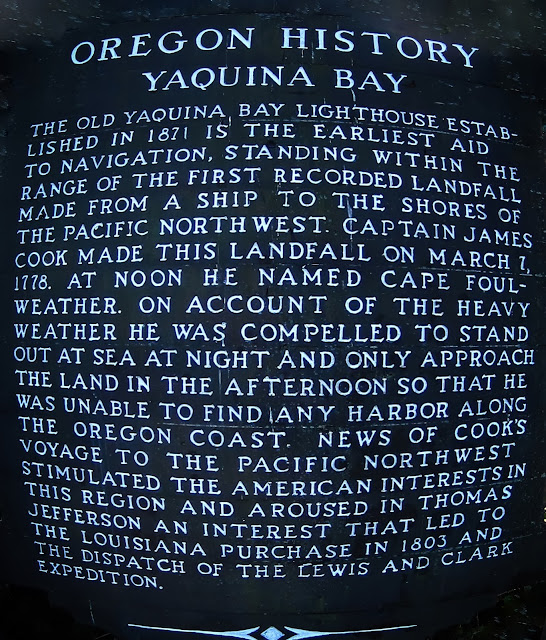 OREGON HISTORY
YAQUINA BAY
THE OLD YAQUINA BAY LIGHTHOUSE ESTAB-
LISHED IN 1871 IS THE EARLIEST AID
TO NAVIGATION, STANDING WITHIN THE
RANGE OF THE FIRST RECORDED LANDFALL
MADE FROM A SHIP TO THE SHORES OF
THE PACIFIC NORTHWEST. CAPTAIN JAMES
COOK MADE THIS LANDFALL ON MARCH 7,
1778. AT NOON HE NAMED CAPE FOUL-
WEATHER. ON ACCOUNT OF THE HEAVY
WEATHER HE WAS COMPELLED TO STAND
OUT AT SEA AT NIGHT AND ONLY APPROACH
THE LAND IN THE AFTERNOON SO THAT HE
WAS UNABLE TO FIND ANY HARBOR ALONG
THE OREGON COAST. NEWS OF COOK'S
VOYAGE TO THE PACIFIC NORTHWEST
STIMULATED THE AMERICAN INTERESTS IN
THIS REGION AND AROUSED IN THOMAS
JEFFERSON AN INTEREST THAT LED TO
THE LOUISIANA PURCHASE IN 1803 AND
THE DISPATCH OF THE LEWIS AND CLARK
EXPEDITION.